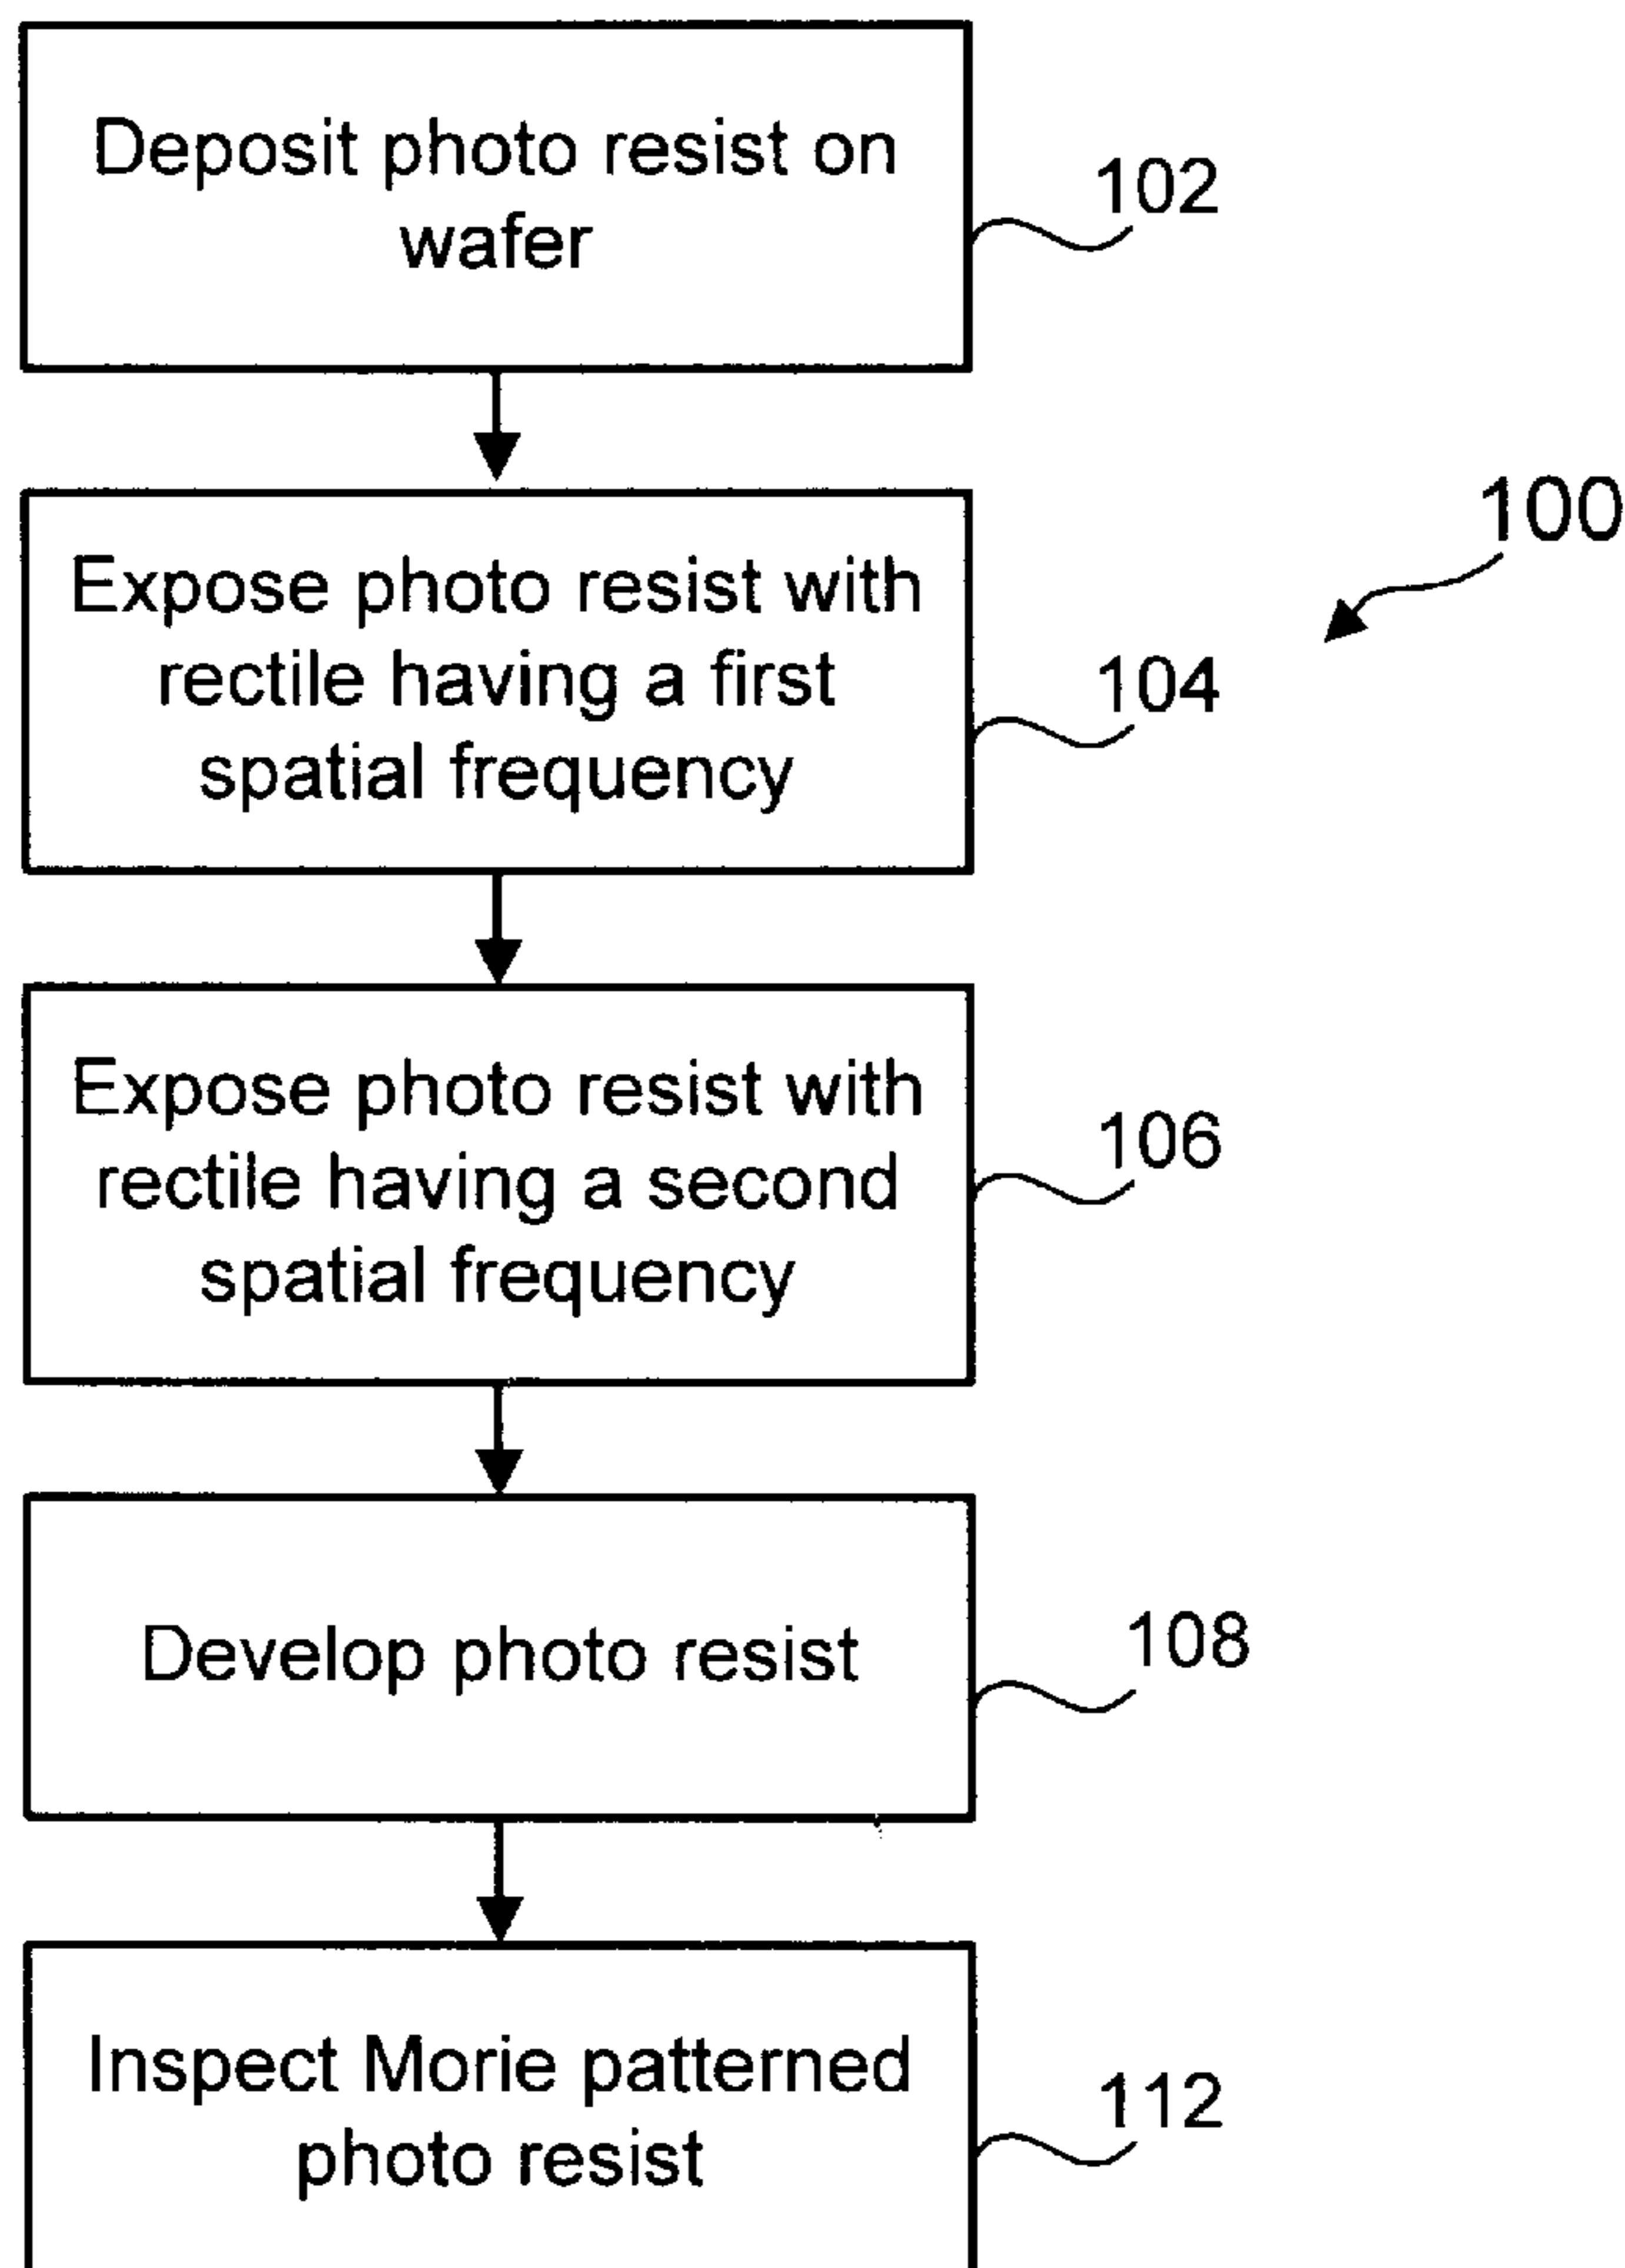 Deposit photo resist on
wafer
102
100
Expose photo resist with
rectile having a first
spatial frequency
104
Expose photo resist with
rectile having a second
spatial frequency
106
Develop photo resist
108
Inspect Morie patterned
photo resist
112